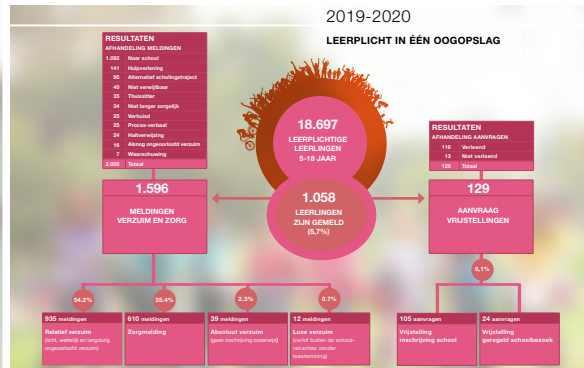 2019-2020
LEERPLICHT IN ÉÉN OOGOPSLAG
RESULTATEN
AFHANDELING MELDINGEN
1.092 Naar school
141 Hulpverlening
95 Alternatief scholingstraject
40 Niet verwijtbaar
35 Thuiszitter
34 Niet langer zorgelijk
25 Verhuisd
25 Proces-verbaal
24 Haltverwijzing
16 Alsnog ongeoorloofd verzuim
7 Waarschuwing
2.005 Totaal
1.596
MELDINGEN
VERZUIM EN ZORG
18.697
LEERPLICHTIGE
LEERLINGEN
5-18 JAAR
1.058
LEERLINGEN
ZIJN GEMELD
(5,7%)
RESULTATEN
AFHANDELING AANVRAGEN
116 Verleend
13 Niet verleend
129 Totaal
129
AANVRAAG
VRIJSTELLINGEN
54.2%
38.4%
2.3%
0.7%
6,1%
935 meldingen
Relatief verzuim
(licht, wettelijk en langdurig
ongeoorloofd verzuim)
610 meldingen
Zorgmelding
39 meldingen
Absoluut verzuim
(geen inschrijving onderwijs)
12 meldingen
Luxe verzuim
(verlof buiten de school-
vakanties zonder
toestemming)
105 aanvragen
Vrijstelling
inschrijving school
24 aanvragen
Vrijstelling
geregeld schoolbezoek